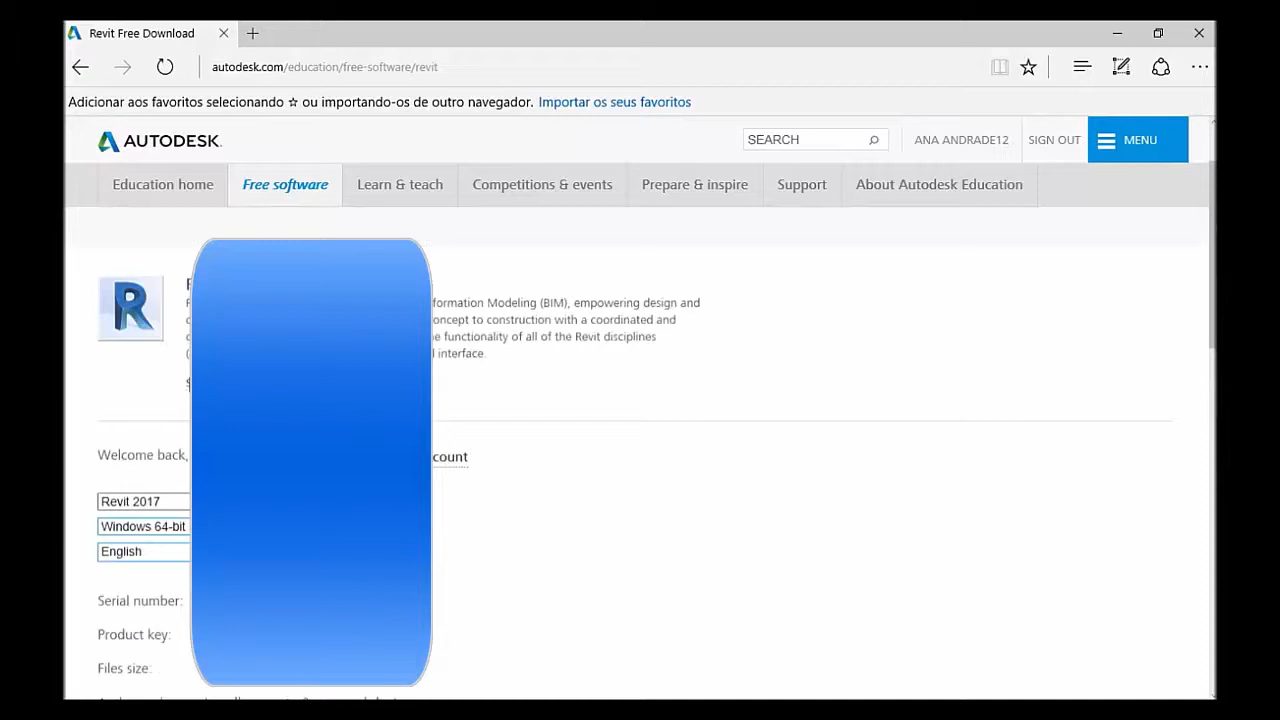 Revit Free Download
autodesk.com/education/free-software/revit
Adicionar aos favoritos selecionando ☆ ou importando-os de outro navegador. Importar os seus favoritos
AUTODESK.
SEARCH
ANA ANDRADE12
SIGN OUT
MENU
Education home
Free software
Learn & teach
Competitions & events
Prepare & inspire
Support
About Autodesk Education
Modeling (BIM), empowering design and
to construction with a coordinated and
functionality of all of the Revit disciplines
interface.
Welcome back,
Revit 2017
Windows 64-bit
English
Serial number:
Product key:
Files size: